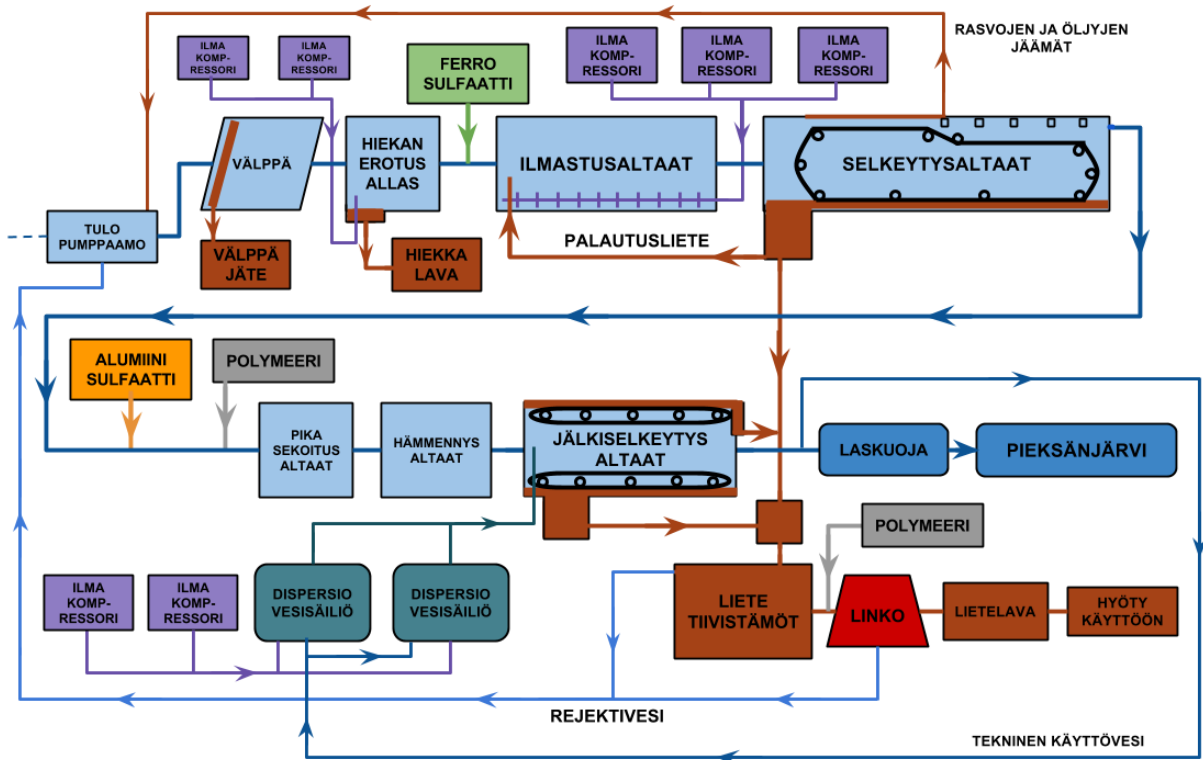 RASVOJEN JA ÖLJYJEN
JÄÄMÄT
ILMA
KOMP-
RESSORI
ILMA
KOMP-
RESSORI
FERRO
SULFAATTI
ILMA
KOMP-
RESSORI
ILMA
KOMP-
RESSORI
ILMA
KOMP-
RESSORI
VÄLPPÄ
HIEKAN
EROTUS
ALLAS
ILMASTUSALTAAT
SELKEYTYSALTAAT
TULO
PUMPPAAMO
VÄLPPÄ
JÄTE
HIEKKA
LAVA
PALAUTUSLIETE
ALUMIINI
SULFAATTI
POLYMEERI
PIKA
SEKOITUS
ALTAAT
HÄMMENNYS
ALTAAT
JÄLKISELKEYTYS
ALTAAT
LASKUOJA
PIEKSÄNJÄRVI
POLYMEERI
ILMA
KOMP-
RESSORI
ILMA
KOMP-
RESSORI
DISPERSIO
VESISÄILIÖ
DISPERSIO
VESISÄILIÖ
LIETE
TIIVISTÄMÖT
LINKO
LIETELAVA
HYÖTY
KÄYTTÖÖN
REJEKTIVESI
TEKNINEN KÄYTTÖVESI